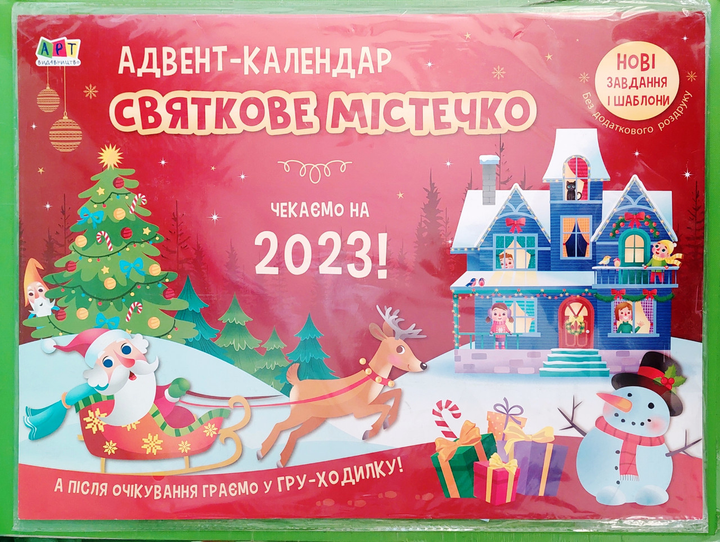 АРТ
ВИДАВНИЦТВО
АДВЕНТ-КАЛЕНДАР
СВЯТКОВЕ МІСТЕЧКО
НОВІ
ЗАВДАННЯ
І ШАБЛОНИ
Без додаткового роздруку
ЧЕКАЄМО НА
2023!
А ПІСЛЯ ОЧІКУВАННЯ ГРАЄМО У ГРУ-ХОДИЛКУ!